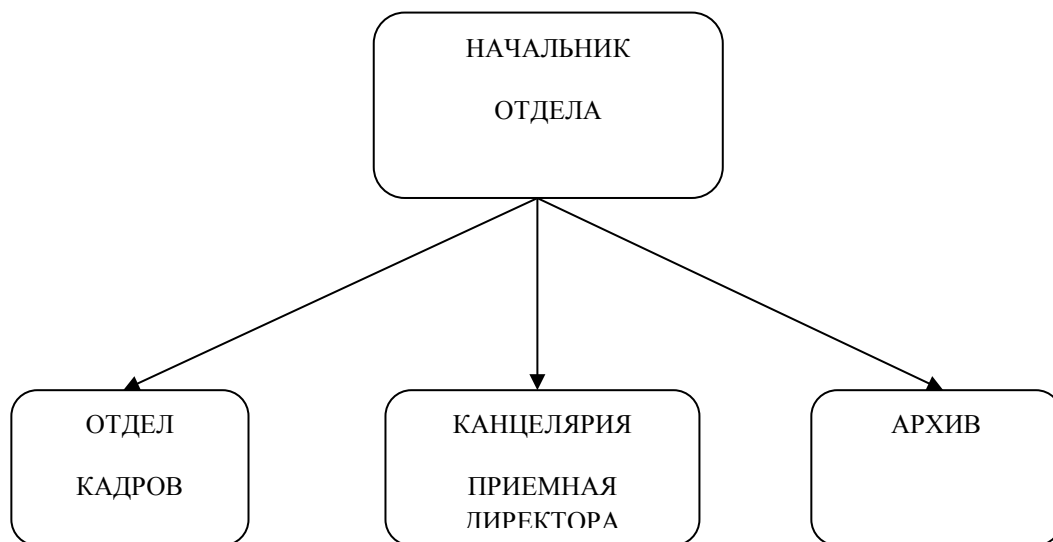 НАЧАЛЬНИК
ОТДЕЛА
ОТДЕЛ
КАДРОВ
КАНЦЕЛЯРИЯ
ПРИЕМНАЯ
ДИРЕКТОРА
АРХИВ